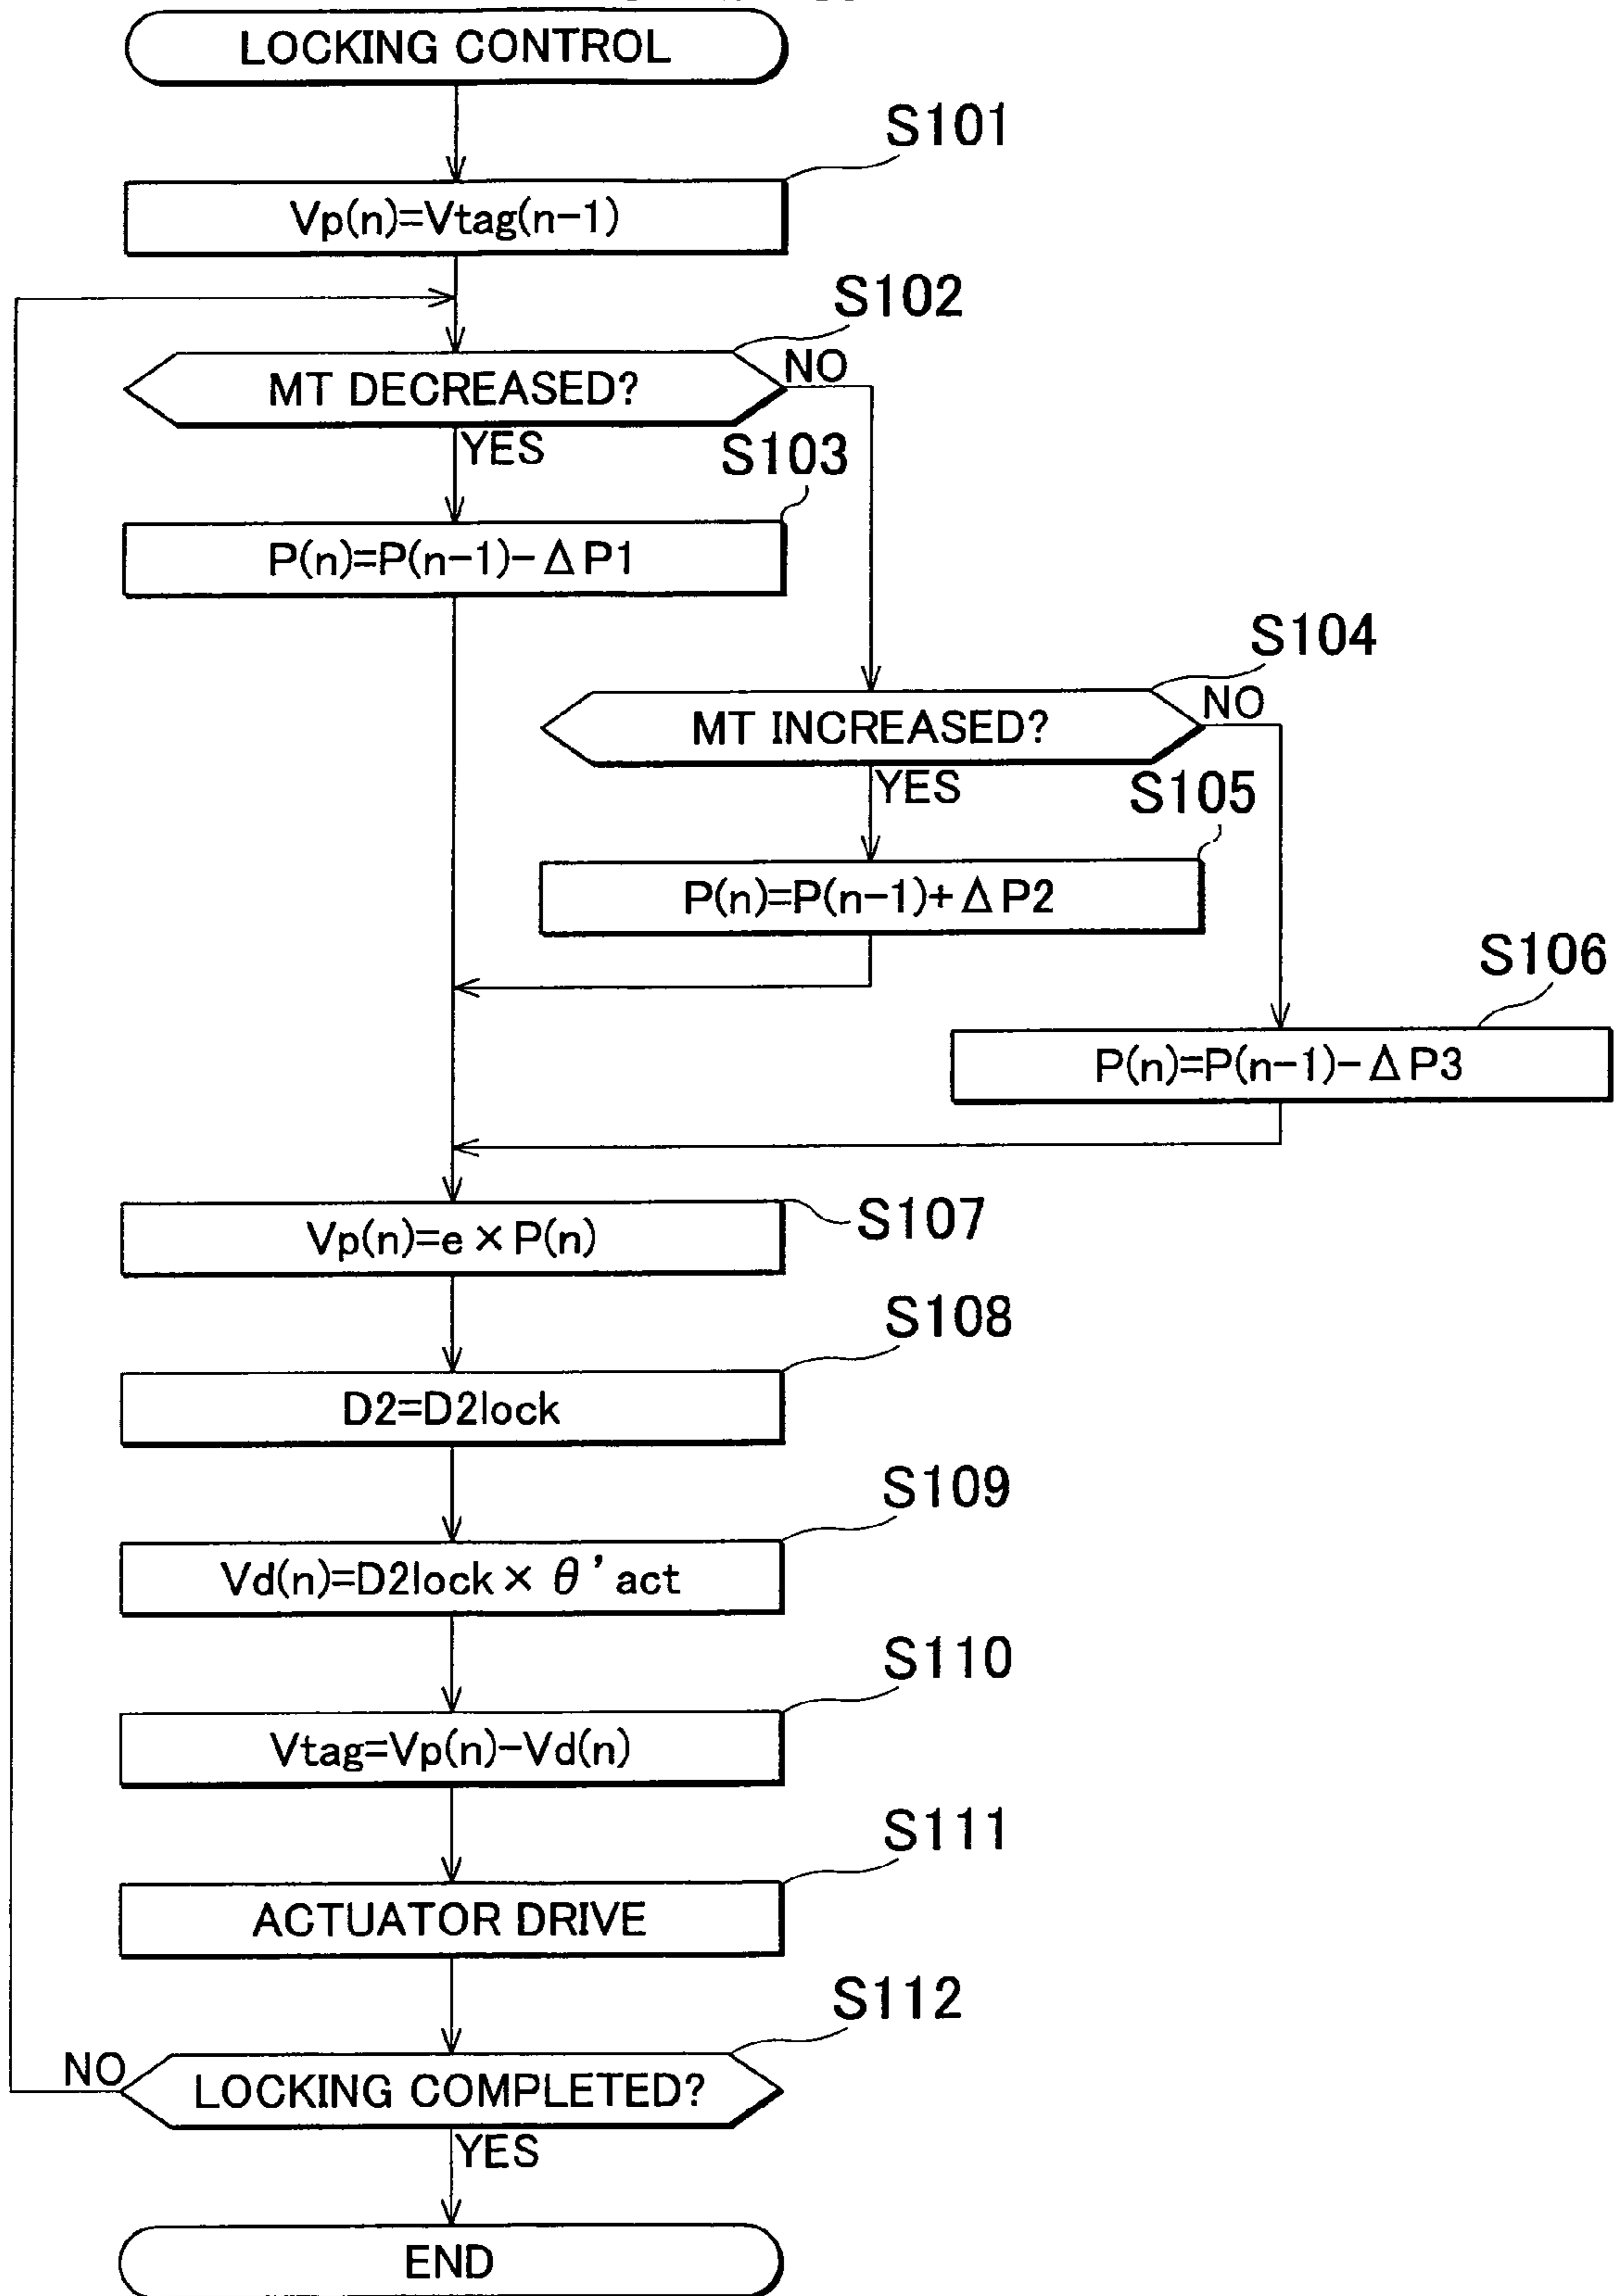 LOCKING CONTROL
S101
Vp(n)=Vtag(n-1)
S102
MT DECREASED?
NO
YES
S103
P(n)=P(n-1)-ΔP1
S104
MT INCREASED?
NO
YES
S105
P(n)=P(n-1)+ΔP2
S106
P(n)=P(n-1)-ΔP3
Vp(n)=e×P(n)
S107
S108
D2=D2lock
S109
Vd(n)=D2lock×θ'act
S110
Vtag=Vp(n)-Vd(n)
S111
ACTUATOR DRIVE
S112
NO
LOCKING COMPLETED?
YES
END